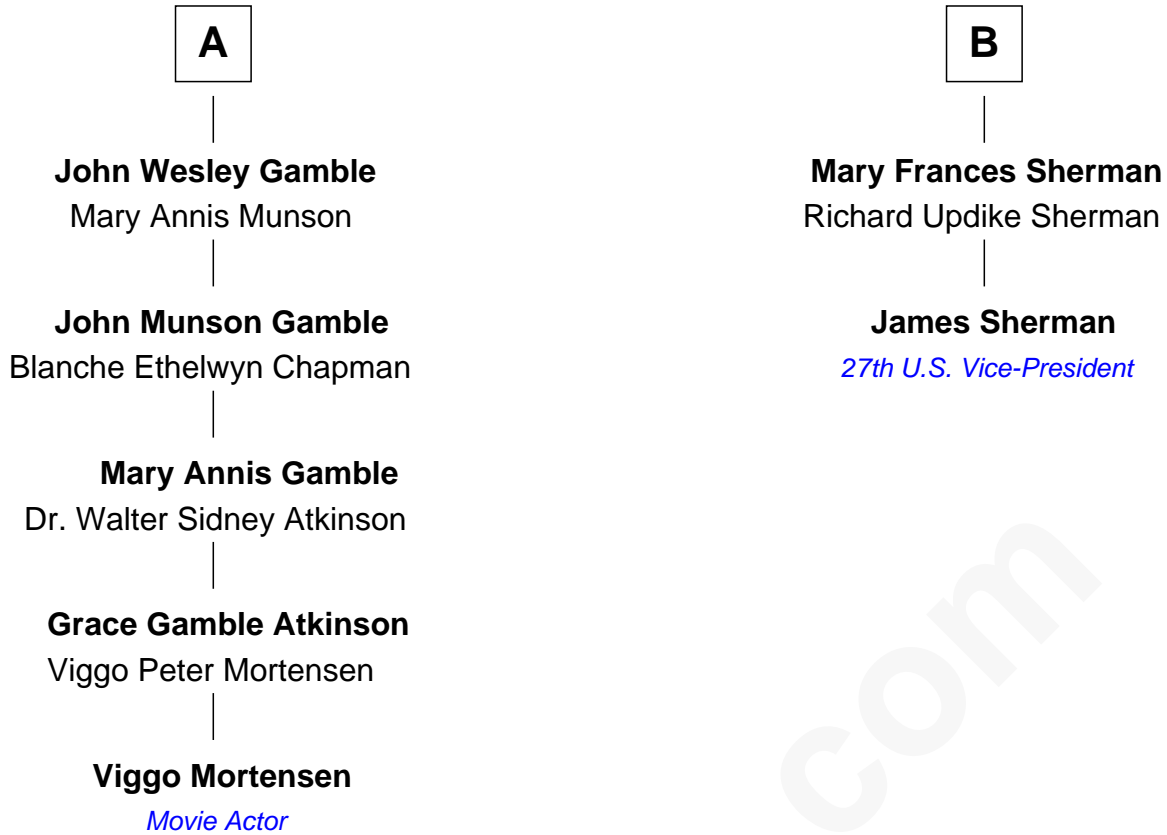 A
John Wesley Gamble
Mary Annis Munson
John Munson Gamble
Blanche Ethelwyn Chapman
Mary Annis Gamble
Dr. Walter Sidney Atkinson
Grace Gamble Atkinson
Viggo Peter Mortensen
Viggo Mortensen
Movie Actor
B
Mary Frances Sherman
Richard Updike Sherman
James Sherman
27th U.S. Vice-President
com